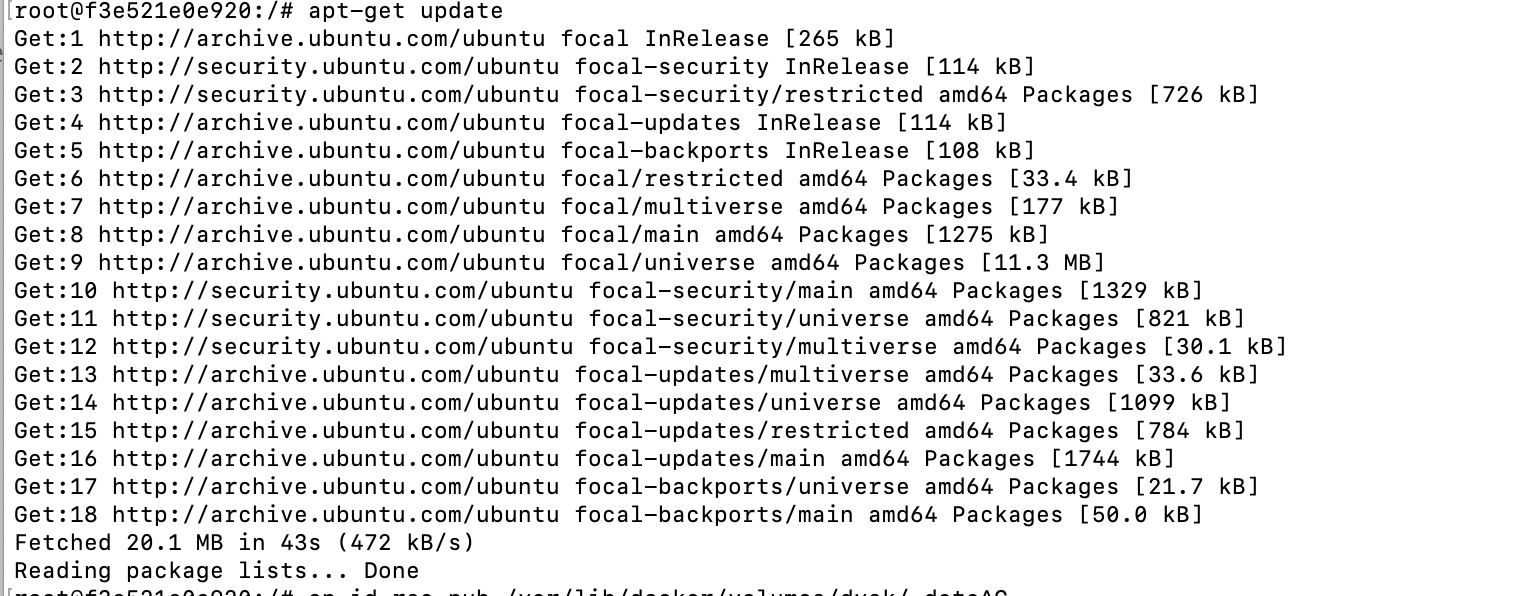 root@f3e521e0e920:/# apt-get update
Get:1 http://archive.ubuntu.com/ubuntu focal InRelease [265 kB]
Get:2 http://security.ubuntu.com/ubuntu focal-security InRelease [114 kB]
Get:3 http://security.ubuntu.com/ubuntu focal-security/restricted amd64 Packages [726 kB]
Get:4 http://archive.ubuntu.com/ubuntu focal-updates InRelease [114 kB]
Get:5 http://archive.ubuntu.com/ubuntu focal-backports InRelease [108 kB]
Get:6 http://archive.ubuntu.com/ubuntu focal/restricted amd64 Packages [33.4 kB]
Get:7 http://archive.ubuntu.com/ubuntu focal/multiverse amd64 Packages [177 kB]
Get:8 http://archive.ubuntu.com/ubuntu focal/main amd64 Packages [1275 kB]
Get:9 http://archive.ubuntu.com/ubuntu focal/universe amd64 Packages [11.3 MB]
Get:10 http://security.ubuntu.com/ubuntu focal-security/main amd64 Packages [1329 kB]
Get:11 http://security.ubuntu.com/ubuntu focal-security/universe amd64 Packages [821 kB]
Get:12 http://security.ubuntu.com/ubuntu focal-security/multiverse amd64 Packages [30.1 kB]
Get:13 http://archive.ubuntu.com/ubuntu focal-updates/multiverse amd64 Packages [33.6 kB]
Get:14 http://archive.ubuntu.com/ubuntu focal-updates/universe amd64 Packages [1099 kB]
Get:15 http://archive.ubuntu.com/ubuntu focal-updates/restricted amd64 Packages [784 kB]
Get:16 http://archive.ubuntu.com/ubuntu focal-updates/main amd64 Packages [1744 kB]
Get:17 http://archive.ubuntu.com/ubuntu focal-backports/universe amd64 Packages [21.7 kB]
Get:18 http://archive.ubuntu.com/ubuntu focal-backports/main amd64 Packages [50.0 kB]
Fetched 20.1 MB in 43s (472 kB/s)
Reading package lists... Done
root@f3e521e0e920:/#